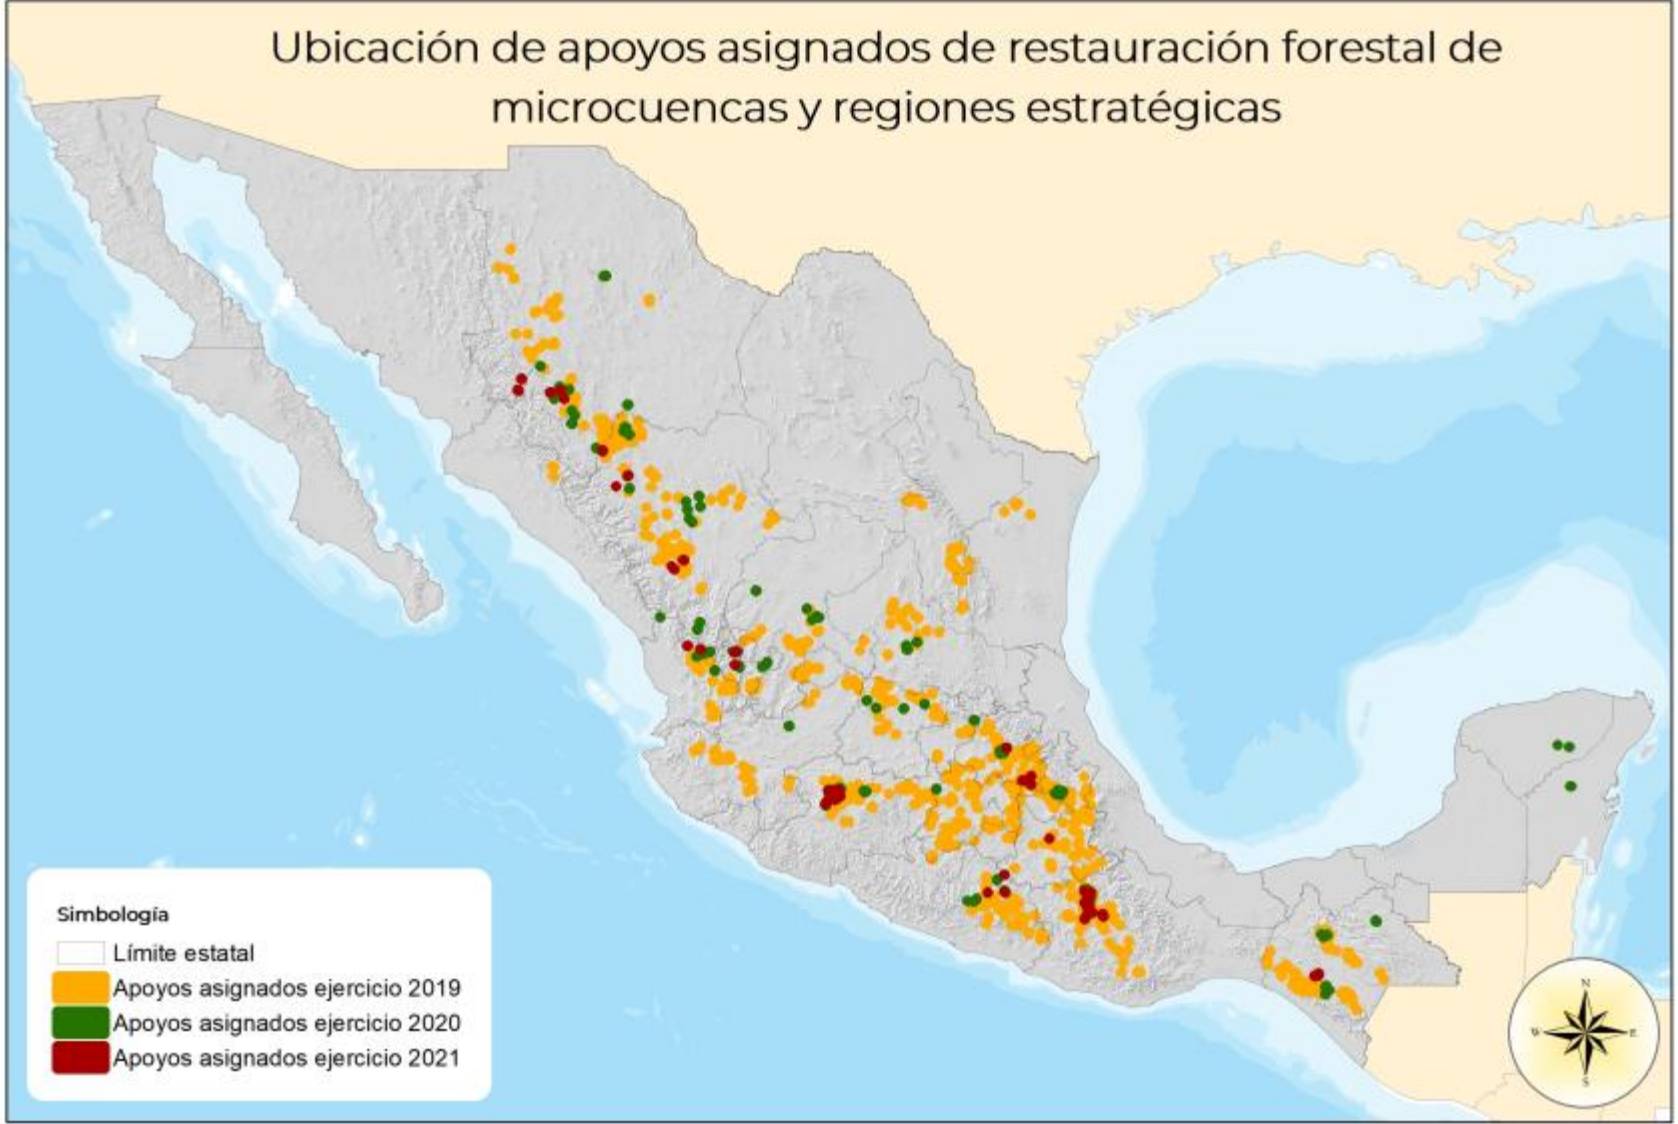 Ubicación de apoyos asignados de restauración forestal de
microcuencas y regiones estratégicas
Simbología
Límite estatal
Apoyos asignados ejercicio 2019
Apoyos asignados ejercicio 2020
Apoyos asignados ejercicio 2021
N
W
E
S